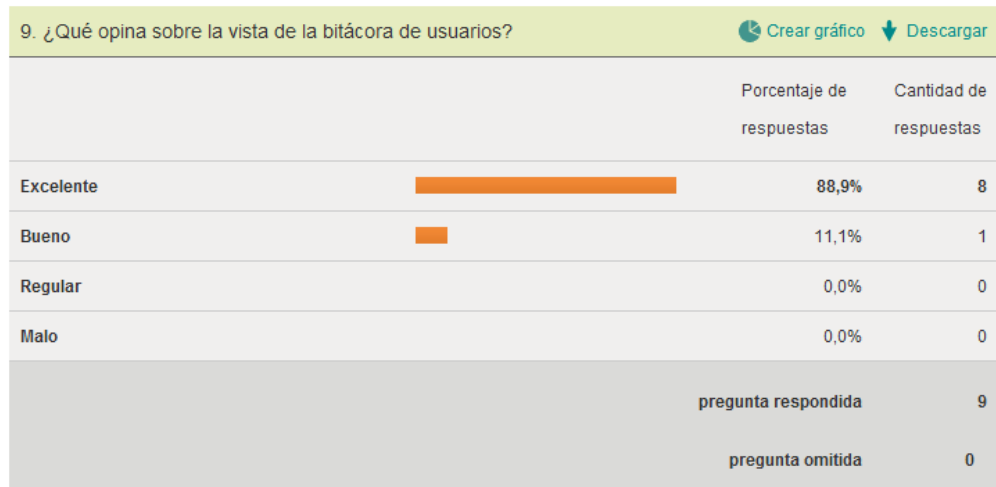 9. ¿Qué opina sobre la vista de la bitácora de usuarios? Crear gráfico Descargar
Porcentaje de Cantidad de
respuestas respuestas
Excelente 88,9% 8
Bueno 11,1% 1
Regular 0,0% 0
Malo 0,0% 0
pregunta respondida 9
pregunta omitida 0